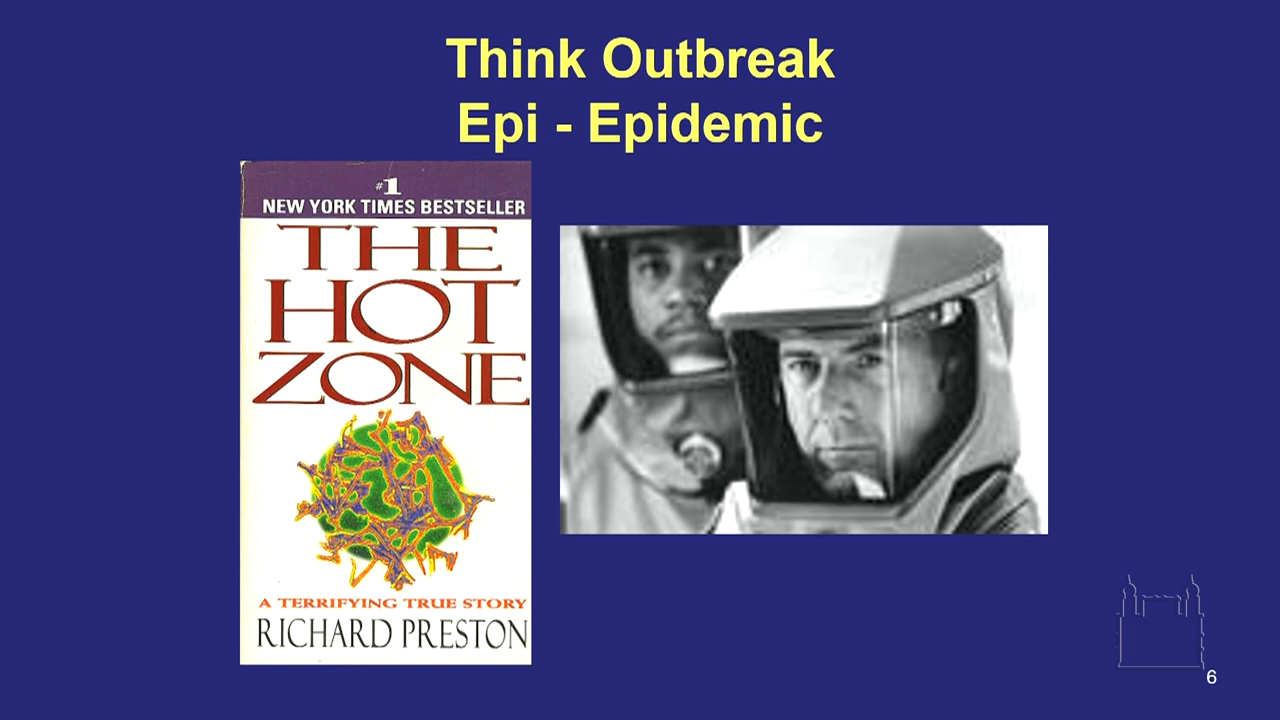 Think Outbreak
Epi - Epidemic
#1
NEW YORK TIMES BESTSELLER
THE
HOT
ZONE
A TERRIFYING TRUE STORY
RICHARD PRESTON
6